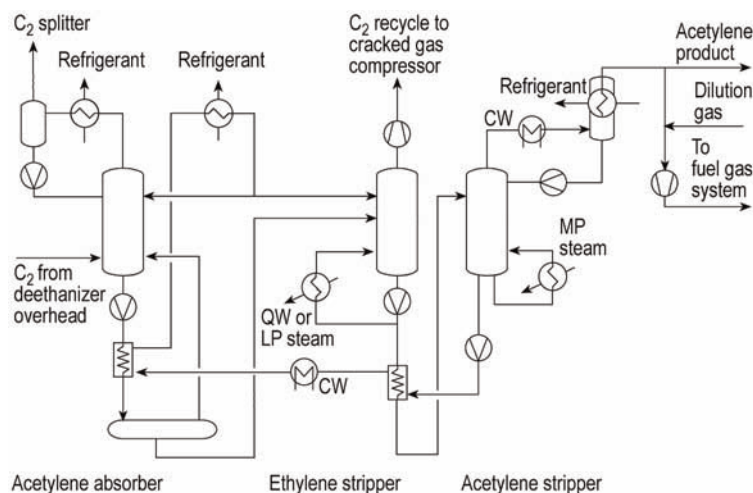 C2 splitter
Refrigerant
Refrigerant
C2 recycle to
cracked gas
compressor
Acetylene
product
Refrigerant
Dilution
gas
CW
To
fuel gas
system
MP
steam
C2 from
deethanizer
overhead
QW or
LP steam
CW
Acetylene absorber
Ethylene stripper
Acetylene stripper